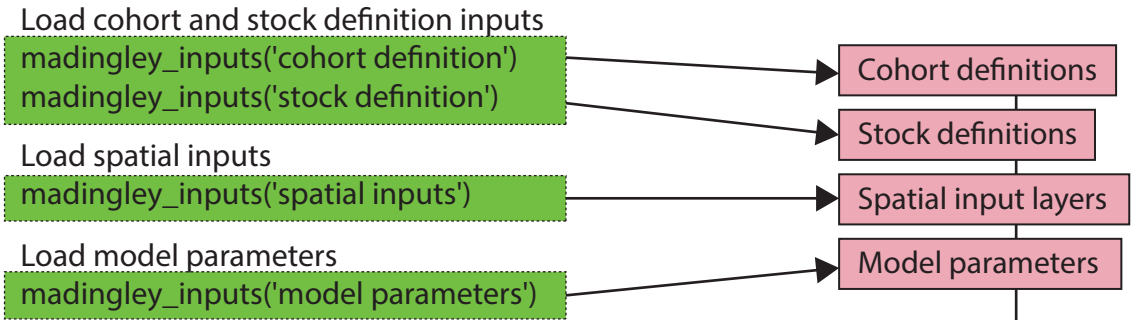 Load cohort and stock definition inputs
madingley_inputs('cohort definition')
madingley_inputs('stock definition')
Load spatial inputs
madingley_inputs('spatial inputs')
Load model parameters
madingley_inputs('model parameters')
Cohort definitions
Stock definitions
Spatial input layers
Model parameters